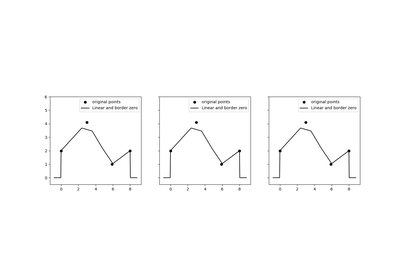 original points
Linear and border zero
original points
Linear and border zero
original points
Linear and border zero
6
5
4
3
2
1
0
0 2 4 6 8
0 2 4 6 8
0 2 4 6 8